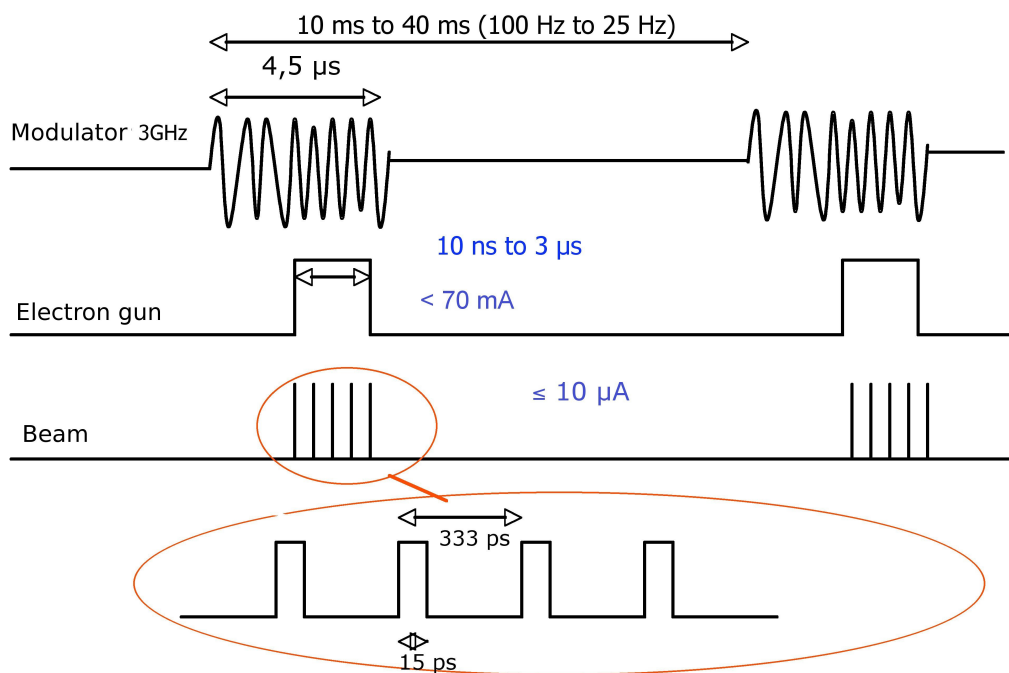 10 ms to 40 ms (100 Hz to 25 Hz)
4,5 µs
Modulator 3GHz
10 ns to 3 µs
< 70 mA
Electron gun
≤ 10 µA
Beam
333 ps
15 ps